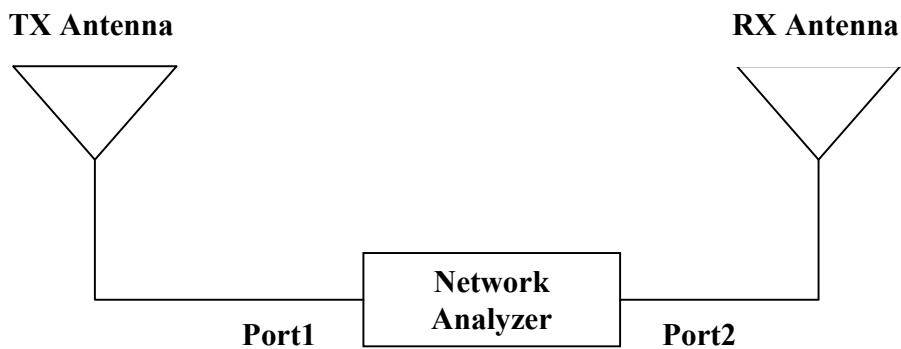 TX Antenna
RX Antenna
Network
Analyzer
Port1
Port2